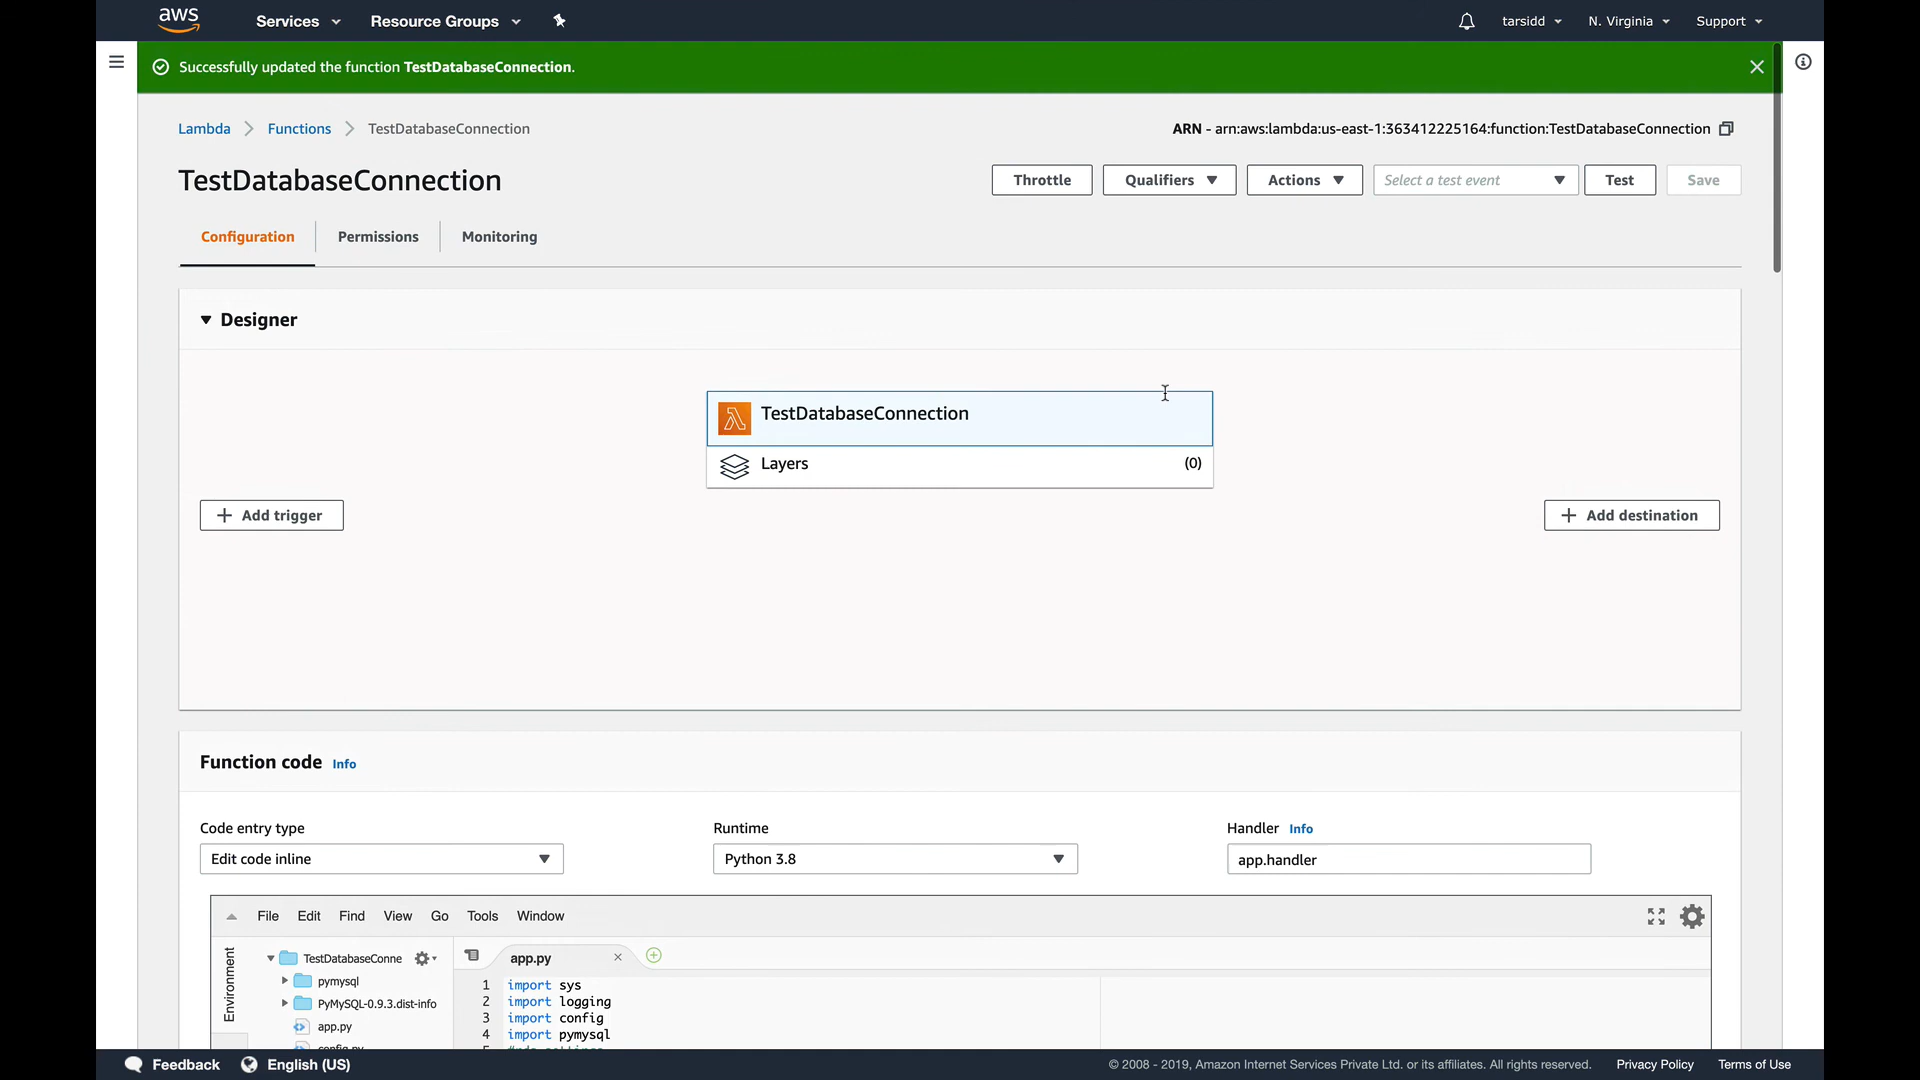 aws
Services
Resource Groups
tarsidd
N. Virginia
Support
Successfully updated the function TestDatabaseConnection.
Lambda
Functions
TestDatabaseConnection
ARN - arn:aws:lambda:us-east-1:363412225164:function:TestDatabaseConnection
TestDatabaseConnection
Throttle
Qualifiers
Actions
Select a test event
Test
Save
Configuration
Permissions
Monitoring
Designer
TestDatabaseConnection
Layers
(0)
+ Add trigger
+ Add destination
Function code Info
Code entry type
Runtime
Handler Info
Edit code inline
Python 3.8
app.handler
File
Edit
Find
View
Go
Tools
Window
Environment
TestDatabaseConne
app.py
pymysql
PyMySQL-0.9.3.dist-info
app.py
1 import sys
2 import logging
3 import config
4 import pymysql
Feedback
English (US)
© 2008 - 2019, Amazon Internet Services Private Ltd. or its affiliates. All rights reserved.
Privacy Policy
Terms of Use